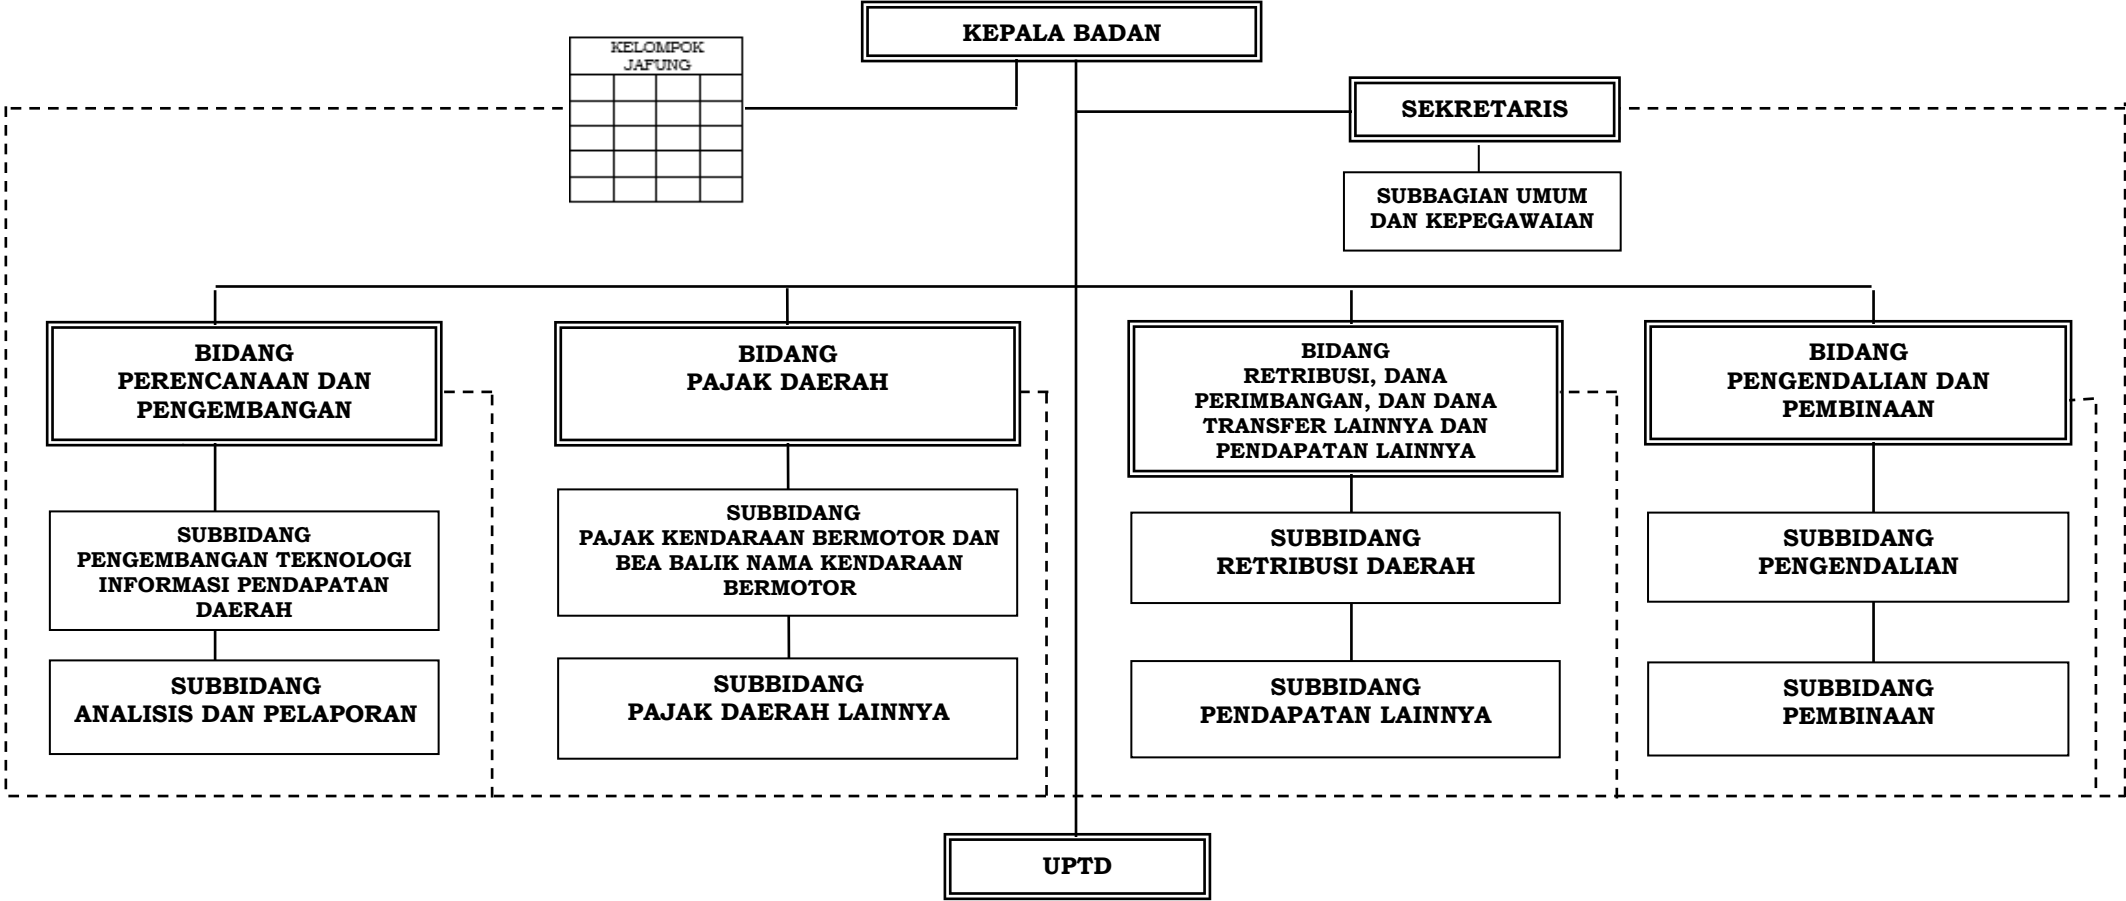 KEPALA BADAN
KELOMPOK
JAFUNG
SEKRETARIS
SUBBAGIAN UMUM
DAN KEPEGAWAIAN
BIDANG
PERENCANAAN DAN
PENGEMBANGAN
BIDANG
PAJAK DAERAH
BIDANG
RETRIBUSI, DANA
PERIMBANGAN, DAN DANA
TRANSFER LAINNYA DAN
PENDAPATAN LAINNYA
BIDANG
PENGENDALIAN DAN
PEMBINAAN
SUBBIDANG
PENGEMBANGAN TEKNOLOGI
INFORMASI PENDAPATAN
DAERAH
SUBBIDANG
PAJAK KENDARAAN BERMOTOR DAN
BEA BALIK NAMA KENDARAAN
BERMOTOR
SUBBIDANG
RETRIBUSI DAERAH
SUBBIDANG
PENGENDALIAN
SUBBIDANG
ANALISIS DAN PELAPORAN
SUBBIDANG
PAJAK DAERAH LAINNYA
SUBBIDANG
PENDAPATAN LAINNYA
SUBBIDANG
PEMBINAAN
UPTD